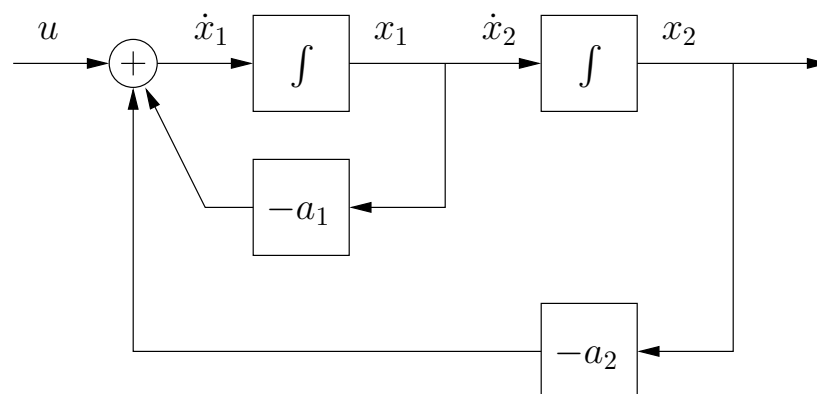 u ẋ₁ x₁ ẋ₂ x₂
+ ∫ ∫
−a₁
−a₂